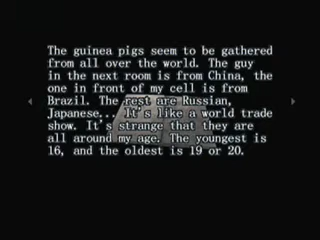 The guinea pigs seem to be gathered
from all over the world. The guy
in the next room is from China, the
one in front of my cell is from
Brazil. The rest are Russian,
Japanese... It's like a world trade
show. It's strange that they are
all around my age. The youngest is
16, and the oldest is 19 or 20.